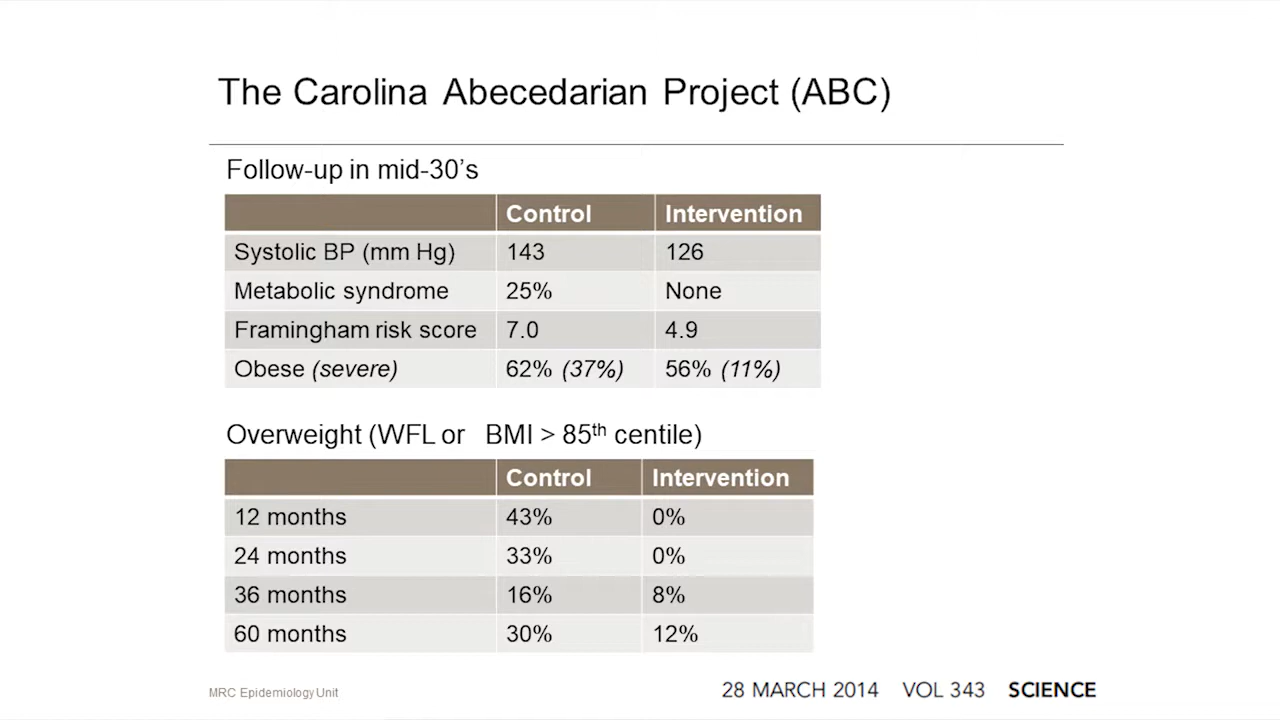 The Carolina Abecedarian Project (ABC)
Follow-up in mid-30’s
Control Intervention
Systolic BP (mm Hg) 143 126
Metabolic syndrome 25% None
Framingham risk score 7.0 4.9
Obese (severe) 62% (37%) 56% (11%)
Overweight (WFL or BMI > 85th centile)
Control Intervention
12 months 43% 0%
24 months 33% 0%
36 months 16% 8%
60 months 30% 12%
MRC Epidemiology Unit
28 MARCH 2014 VOL 343 SCIENCE